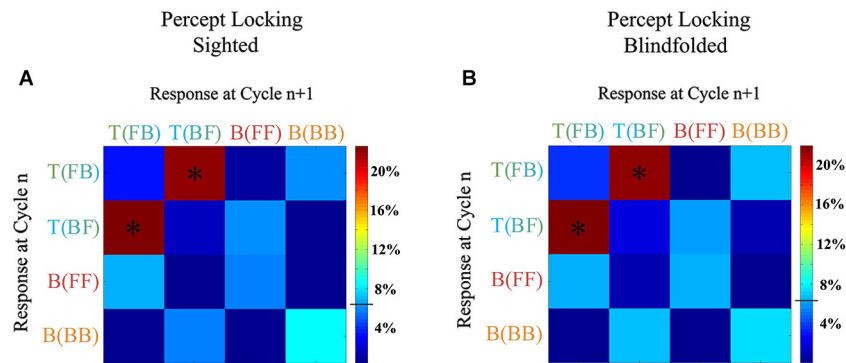 Percept Locking
Sighted
A
Response at Cycle n+1
T(FB) T(BF) B(FF) B(BB)
Response at Cycle n
T(FB)
T(BF)
B(FF)
B(BB)
*
*
20%
16%
12%
8%
4%
Percept Locking
Blindfolded
B
Response at Cycle n+1
T(FB) T(BF) B(FF) B(BB)
Response at Cycle n
T(FB)
T(BF)
B(FF)
B(BB)
*
*
20%
16%
12%
8%
4%